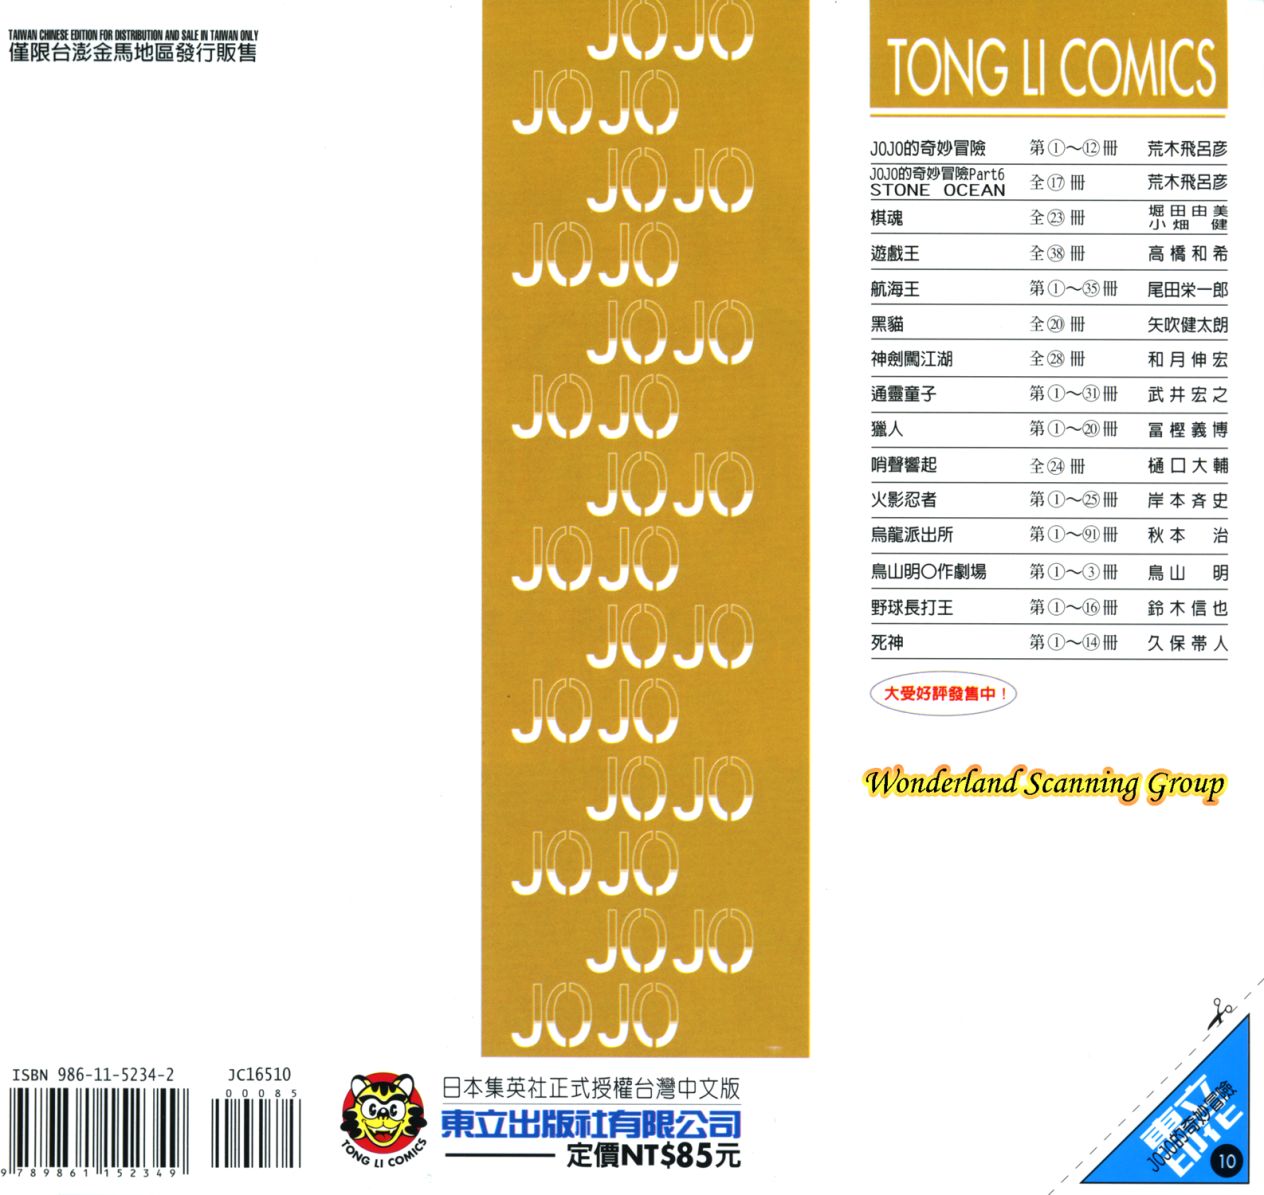 TAIWAN CHINESE EDITION FOR DISTRIBUTION AND SALE IN TAIWAN ONLY
僅限台澎金馬地區發行販售
JOJO
JOJO
JOJO
JOJO
JOJO
JOJO
JOJO
JOJO
JOJO
JOJO
JOJO
JOJO
JOJO
JOJO
TONG LI COMICS
JOJO的奇妙冒險 第①～⑫冊 荒木飛呂彦
JOJO的奇妙冒險Part6
STONE OCEAN 全⑰冊 荒木飛呂彦
棋魂 全㉓冊 堀田由美
小畑 健
遊戲王 全㊳冊 高橋和希
航海王 第①～㉟冊 尾田栄一郎
黑貓 全⑳冊 矢吹健太朗
神劍闖江湖 全㉘冊 和月伸宏
通靈童子 第①～㉛冊 武井宏之
獵人 第①～⑳冊 冨樫義博
哨聲響起 全㉔冊 樋口大輔
火影忍者 第①～㉕冊 岸本斉史
烏龍派出所 第①～91冊 秋本 治
鳥山明○作劇場 第①～③冊 鳥山 明
野球長打王 第①～⑯冊 鈴木信也
死神 第①～⑭冊 久保帯人
大受好評發售中！
Wonderland Scanning Group
ISBN 986-11-5234-2
9789861152349
JC16510
00085
TONG LI COMICS
日本集英社正式授權台灣中文版
東立出版社有限公司
定價NT$85元
東立
印花
JOJO的奇妙冒險
10